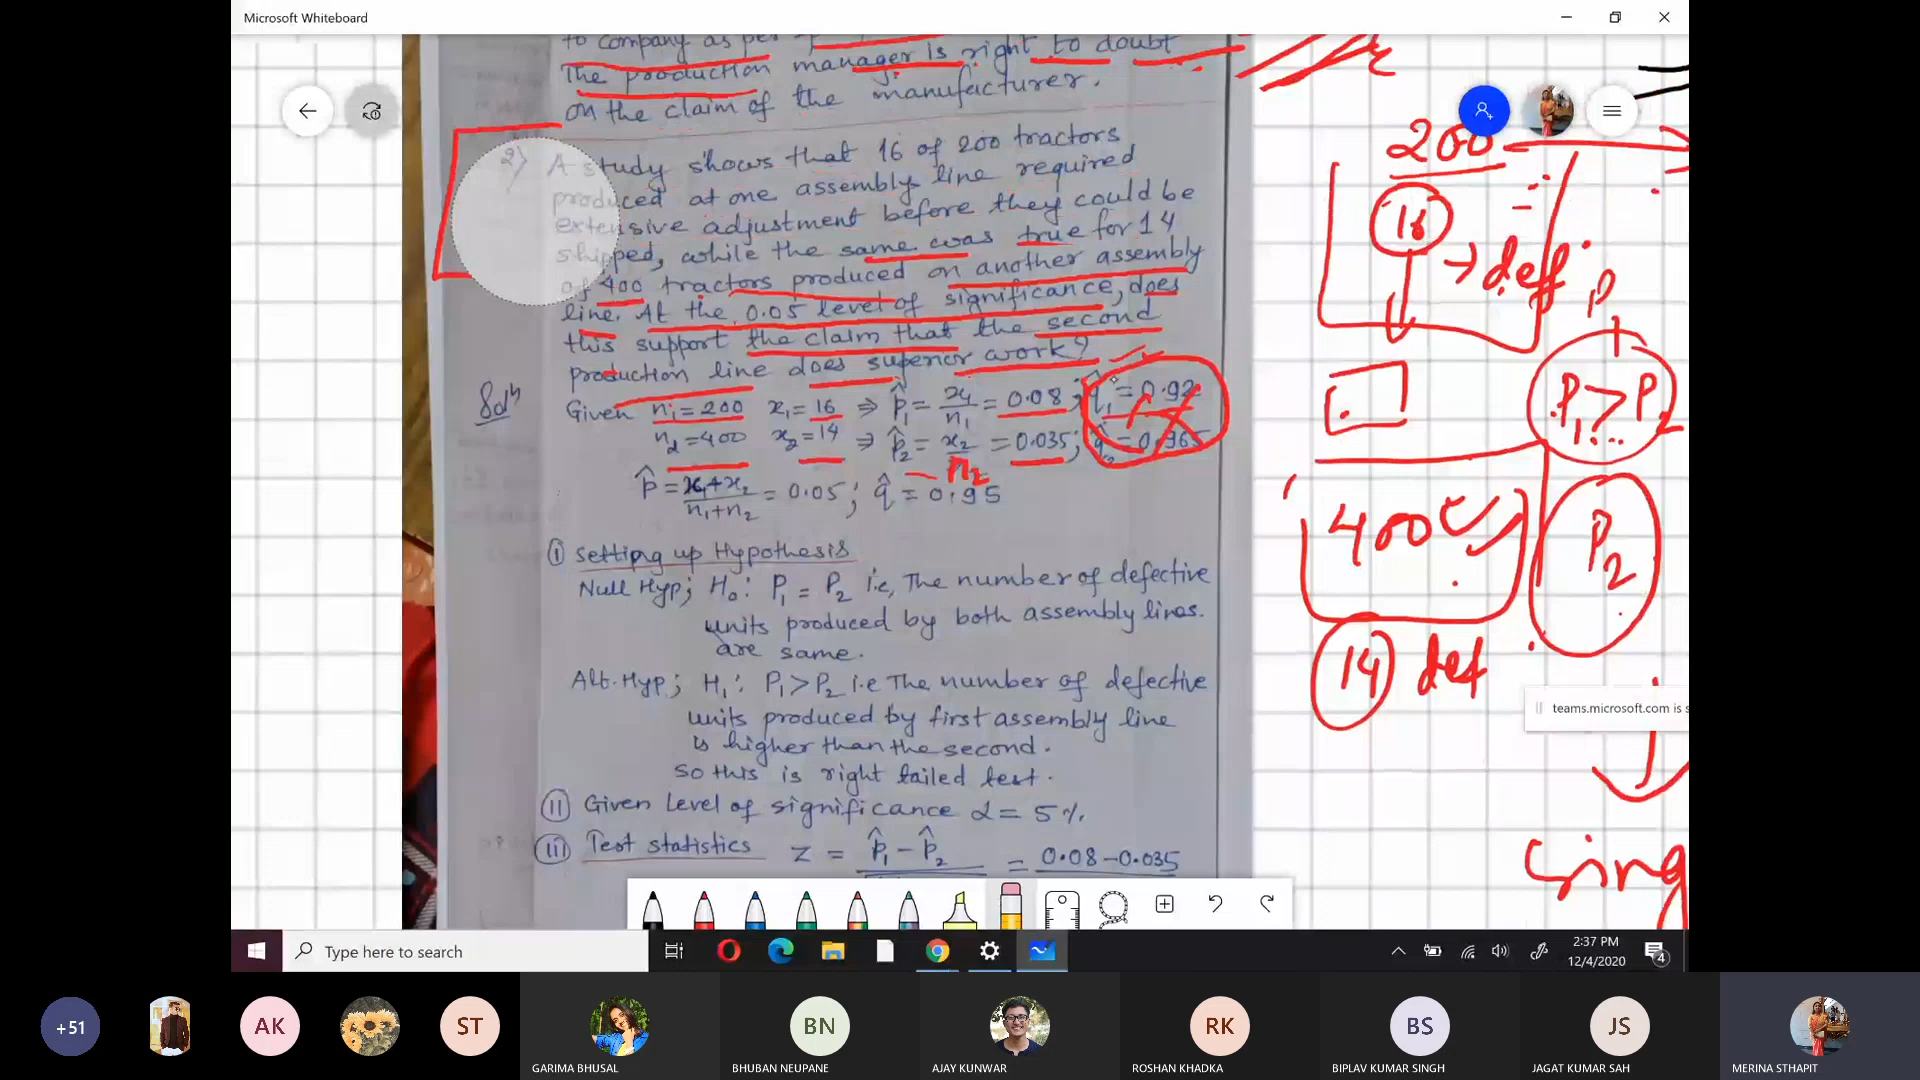 Microsoft Whiteboard
to company as per
The production manager is right to doubt
on the claim of the manufacturer.
2) A study shows that 16 of 200 tractors
produced at one assembly line required
extensive adjustment before they could be
shipped, while the same was true for 14
of 400 tractors produced on another assembly
line. At the 0.05 level of significance, does
this support the claim that the second
production line does superior work?
Solⁿ
Given n₁ = 200 x₁ = 16 ⇒ p̂₁ = x₁/n₁ = 0.08 ; q̂₁ = 0.92
n₂ = 400 x₂ = 14 ⇒ p̂₂ = x₂/n₂ = 0.035; q̂₂ = 0.965
p̂ = x₁+x₂/n₁+n₂ = 0.05 ; q̂ = 0.95
① Setting up Hypothesis
Null Hyp; H₀: P₁ = P₂ i.e, The number of defective
units produced by both assembly lines.
are same.
Alt. Hyp; H₁: P₁ > P₂ i.e The number of defective
units produced by first assembly line
is higher than the second.
So this is right tailed test.
(ii) Given level of significance α = 5%.
(iii) Test statistics Z = p̂₁ - p̂₂ = 0.08-0.035
200
16
→ def
P
P₁ > P₂
400
P₂
14 def
teams.microsoft.com is s
Sing
Type here to search
2:37 PM
12/4/2020
4
+51
AK
ST
BN
RK
BS
JS
GARIMA BHUSAL
BHUBAN NEUPANE
AJAY KUNWAR
ROSHAN KHADKA
BIPLAV KUMAR SINGH
JAGAT KUMAR SAH
MERINA STHAPIT